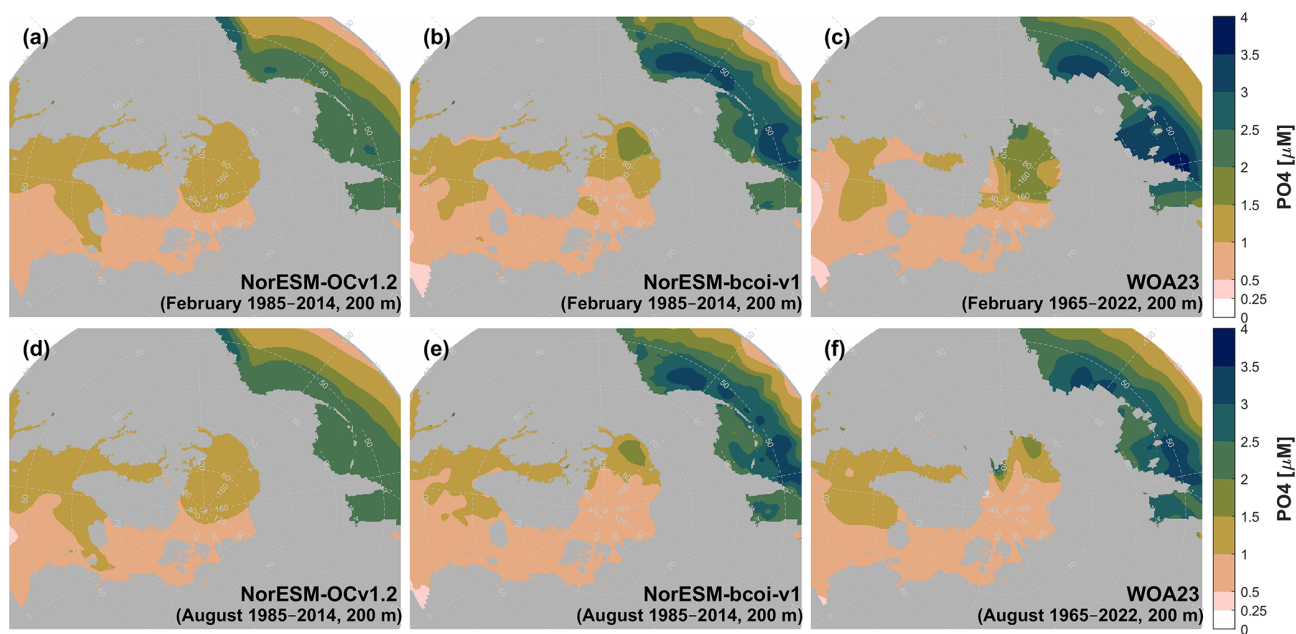 (a)
NorESM-OCv1.2
(February 1985–2014, 200 m)
(b)
NorESM-bcoi-v1
(February 1985–2014, 200 m)
(c)
WOA23
(February 1965–2022, 200 m)
4
3.5
3
2.5
2
1.5
1
0.5
0.25
0
PO4 [μM]
(d)
NorESM-OCv1.2
(August 1985–2014, 200 m)
(e)
NorESM-bcoi-v1
(August 1985–2014, 200 m)
(f)
WOA23
(August 1965–2022, 200 m)
4
3.5
3
2.5
2
1.5
1
0.5
0.25
0
PO4 [μM]